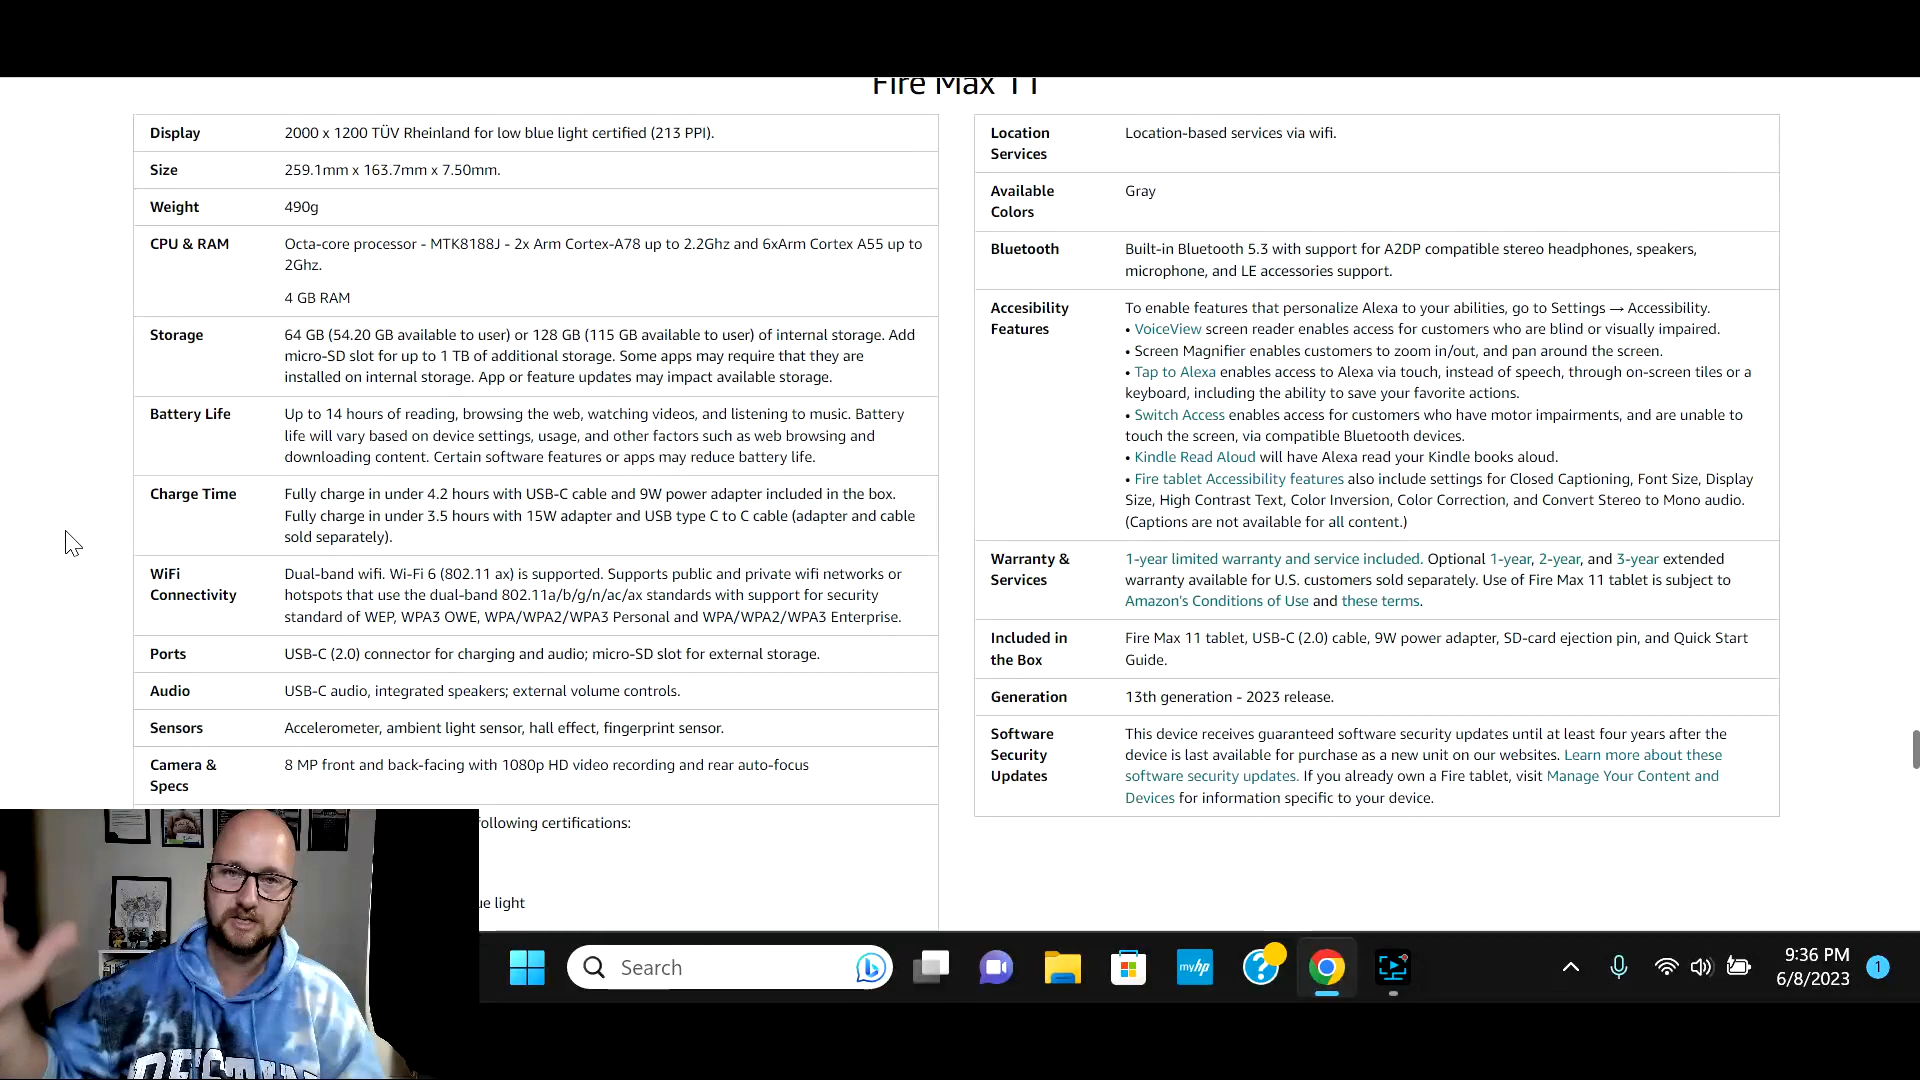 Fire Max 11
Display
2000 x 1200 TÜV Rheinland for low blue light certified (213 PPI).
Size
259.1mm x 163.7mm x 7.50mm.
Weight
490g
CPU & RAM
Octa-core processor - MTK8188J - 2x Arm Cortex-A78 up to 2.2Ghz and 6xArm Cortex A55 up to
2Ghz.
4 GB RAM
Storage
64 GB (54.20 GB available to user) or 128 GB (115 GB available to user) of internal storage. Add
micro-SD slot for up to 1 TB of additional storage. Some apps may require that they are
installed on internal storage. App or feature updates may impact available storage.
Battery Life
Up to 14 hours of reading, browsing the web, watching videos, and listening to music. Battery
life will vary based on device settings, usage, and other factors such as web browsing and
downloading content. Certain software features or apps may reduce battery life.
Charge Time
Fully charge in under 4.2 hours with USB-C cable and 9W power adapter included in the box.
Fully charge in under 3.5 hours with 15W adapter and USB type C to C cable (adapter and cable
sold separately).
WiFi
Connectivity
Dual-band wifi. Wi-Fi 6 (802.11 ax) is supported. Supports public and private wifi networks or
hotspots that use the dual-band 802.11a/b/g/n/ac/ax standards with support for security
standard of WEP, WPA3 OWE, WPA/WPA2/WPA3 Personal and WPA/WPA2/WPA3 Enterprise.
Ports
USB-C (2.0) connector for charging and audio; micro-SD slot for external storage.
Audio
USB-C audio, integrated speakers; external volume controls.
Sensors
Accelerometer, ambient light sensor, hall effect, fingerprint sensor.
Camera &
Specs
8 MP front and back-facing with 1080p HD video recording and rear auto-focus
following certifications:
ue light
Location
Services
Location-based services via wifi.
Available
Colors
Gray
Bluetooth
Built-in Bluetooth 5.3 with support for A2DP compatible stereo headphones, speakers,
microphone, and LE accessories support.
Accesibility
Features
To enable features that personalize Alexa to your abilities, go to Settings → Accessibility.
• VoiceView screen reader enables access for customers who are blind or visually impaired.
• Screen Magnifier enables customers to zoom in/out, and pan around the screen.
• Tap to Alexa enables access to Alexa via touch, instead of speech, through on-screen tiles or a
keyboard, including the ability to save your favorite actions.
• Switch Access enables access for customers who have motor impairments, and are unable to
touch the screen, via compatible Bluetooth devices.
• Kindle Read Aloud will have Alexa read your Kindle books aloud.
• Fire tablet Accessibility features also include settings for Closed Captioning, Font Size, Display
Size, High Contrast Text, Color Inversion, Color Correction, and Convert Stereo to Mono audio.
(Captions are not available for all content.)
Warranty &
Services
1-year limited warranty and service included. Optional 1-year, 2-year, and 3-year extended
warranty available for U.S. customers sold separately. Use of Fire Max 11 tablet is subject to
Amazon's Conditions of Use and these terms.
Included in
the Box
Fire Max 11 tablet, USB-C (2.0) cable, 9W power adapter, SD-card ejection pin, and Quick Start
Guide.
Generation
13th generation - 2023 release.
Software
Security
Updates
This device receives guaranteed software security updates until at least four years after the
device is last available for purchase as a new unit on our websites. Learn more about these
software security updates. If you already own a Fire tablet, visit Manage Your Content and
Devices for information specific to your device.
Search
myhp
9:36 PM
6/8/2023
1